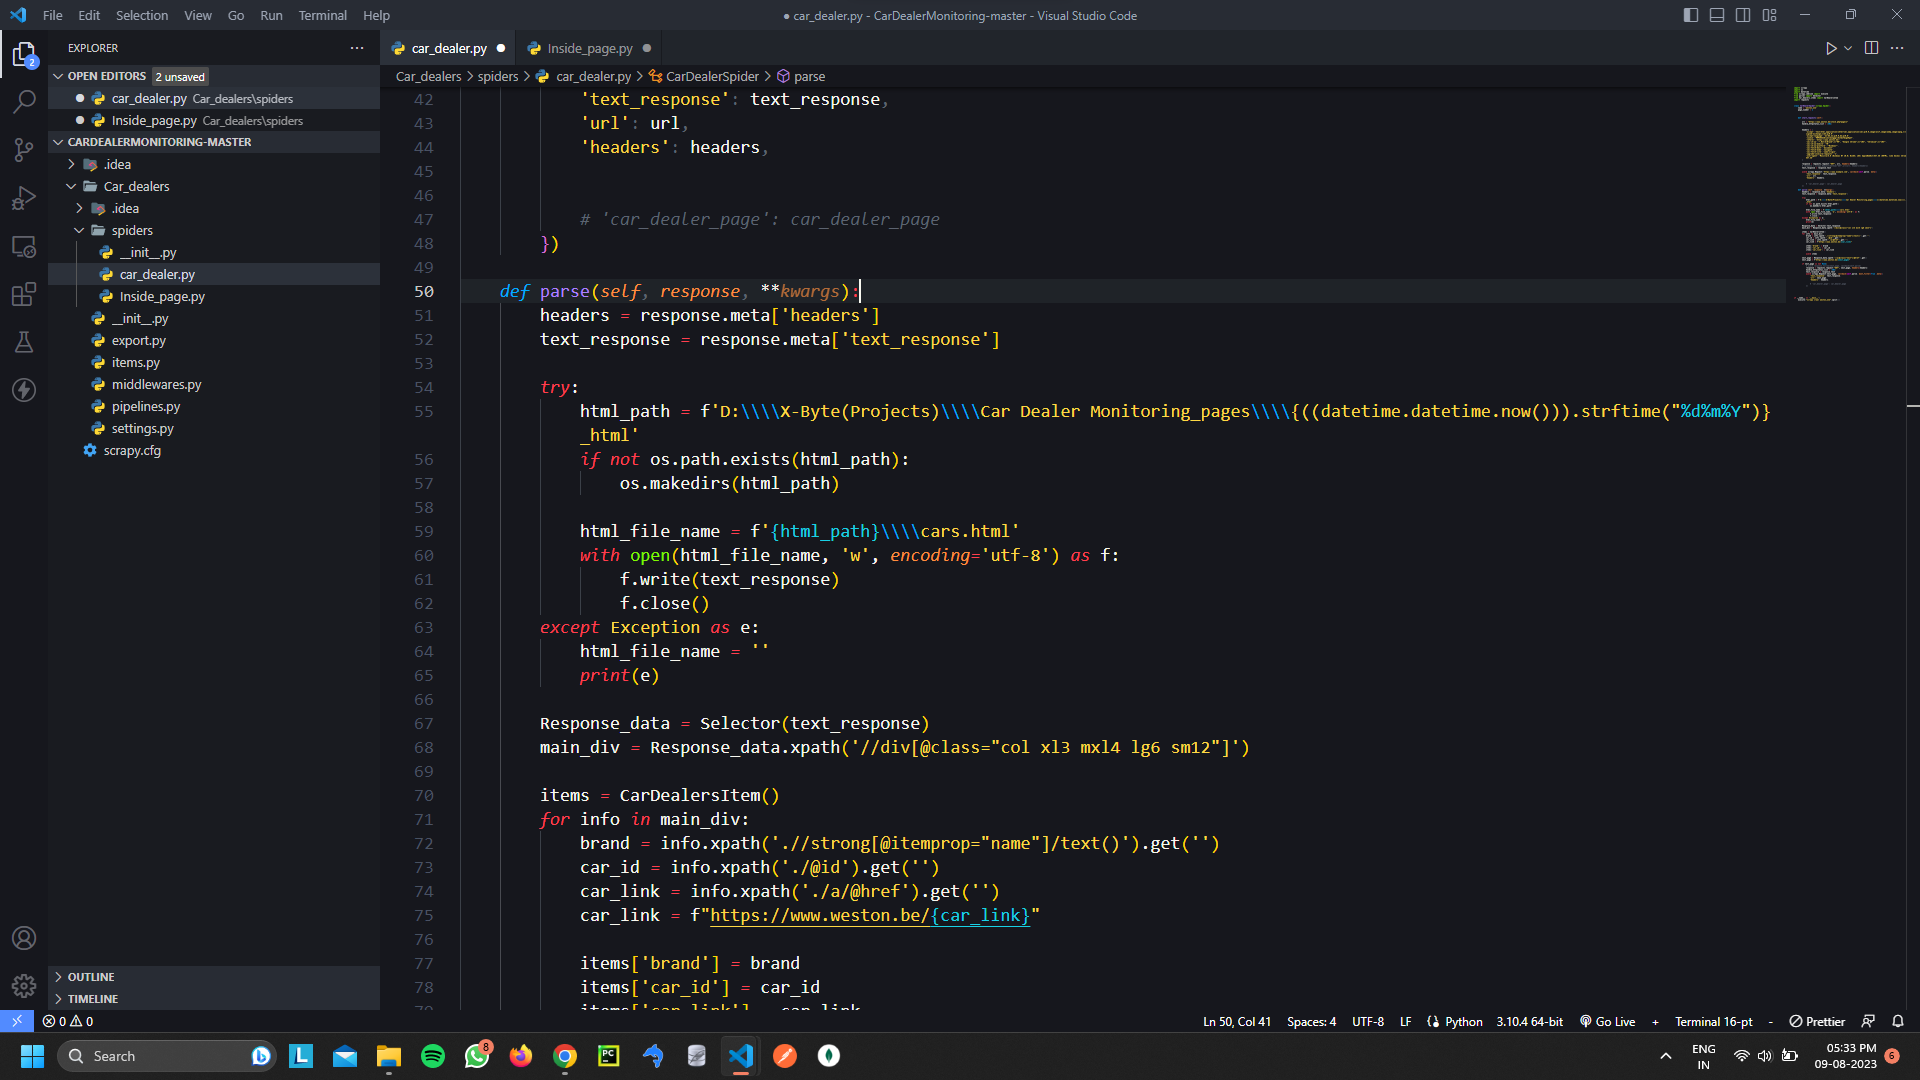 File Edit Selection View Go Run Terminal Help
● car_dealer.py - CarDealerMonitoring-master - Visual Studio Code
EXPLORER
OPEN EDITORS 2 unsaved
car_dealer.py Car_dealers\spiders
Inside_page.py Car_dealers\spiders
CARDEALERMONITORING-MASTER
.idea
Car_dealers
.idea
spiders
__init__.py
car_dealer.py
Inside_page.py
__init__.py
export.py
items.py
middlewares.py
pipelines.py
settings.py
scrapy.cfg
OUTLINE
TIMELINE
2
car_dealer.py
Inside_page.py
Car_dealers > spiders > car_dealer.py > CarDealerSpider > parse
42 'text_response': text_response,
43 'url': url,
44 'headers': headers,
45
46
47 # 'car_dealer_page': car_dealer_page
48 })
49
50 def parse(self, response, **kwargs):
51 headers = response.meta['headers']
52 text_response = response.meta['text_response']
53
54 try:
55 html_path = f'D:\\\\X-Byte(Projects)\\\\Car Dealer Monitoring_pages\\\\{((datetime.datetime.now())).strftime("%d%m%Y")}
_html'
56 if not os.path.exists(html_path):
57 os.makedirs(html_path)
58
59 html_file_name = f'{html_path}\\\\cars.html'
60 with open(html_file_name, 'w', encoding='utf-8') as f:
61 f.write(text_response)
62 f.close()
63 except Exception as e:
64 html_file_name = ''
65 print(e)
66
67 Response_data = Selector(text_response)
68 main_div = Response_data.xpath('//div[@class="col xl3 mxl4 lg6 sm12"]')
69
70 items = CarDealersItem()
71 for info in main_div:
72 brand = info.xpath('.//strong[@itemprop="name"]/text()').get('')
73 car_id = info.xpath('./@id').get('')
74 car_link = info.xpath('./a/@href').get('')
75 car_link = f"https://www.weston.be/{car_link}"
76
77 items['brand'] = brand
78 items['car_id'] = car_id
79 items['car_link'] = car_link
0 0
Ln 50, Col 41 Spaces: 4 UTF-8 LF Python 3.10.4 64-bit Go Live + Terminal 16-pt - Prettier
Search
L
8
PC
ENG
IN
05:33 PM
09-08-2023
6